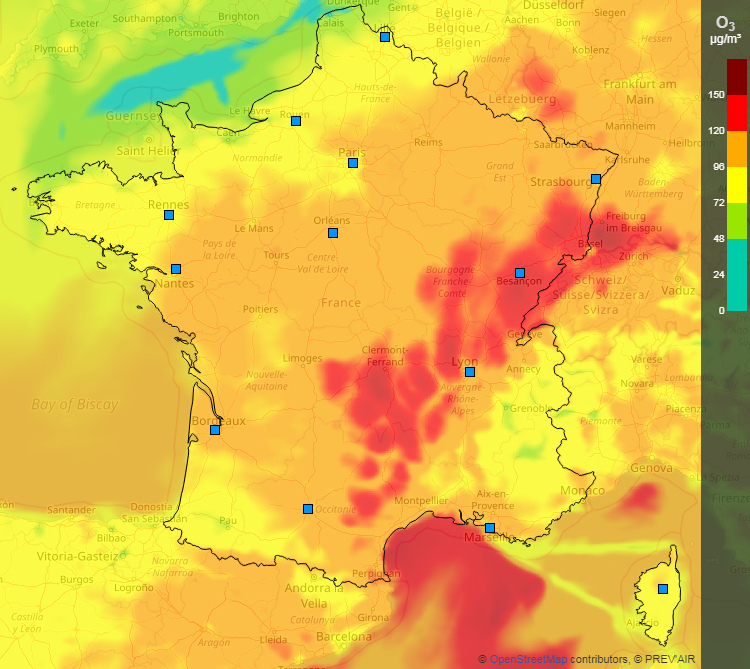 Dunkerque
Gent
Düsseldorf
Exeter
Southampton
Brighton
Calais
België /
Belgique /
Belgien
Aachen
Siegen
Bonn
Portsmouth
Plymouth
Hessen
Koblenz
Wallonie
Hauts-de-
France
Lëtzebuerg
Frankfurt am
Main
Guernsey
Le Havre
Rouen
Caen
Mannheim
Heilbronn
Saint Helier
Normandie
Paris
Reims
Saarbrücken
Karlsruhe
Grand
Est
Strasbourg
Baden-
Württemberg
Bretagne
Rennes
Le Mans
Orléans
Freiburg
im Breisgau
Pays de
la Loire
Tours
Centre-
Val de Loire
Basel
Zürich
Nantes
Bourgogne
Franche-
Comté
Besançon
Schweiz/
Suisse/Svizzera/
Svizra
Vaduz
France
Poitiers
Genève
Limoges
Clermont-
Ferrand
Lyon
Annecy
Varese
Lombardia
Nouvelle-
Aquitaine
Auvergne
Rhône-
Alpes
Novara
Bay of Biscay
Grenoble
Piacenza
Bordeaux
Piemonte
Parma
Genova
La Spezia
Santander
Donostia
San Sebastián
Pau
Occitanie
Montpellier
Aix-en-
Provence
Monaco
Firenze
Bilbao
Marseille
Vitoria-Gasteiz
Navarra
- Nafarroa
Burgos
Logroño
Perpignan
Andorra la
Vella
Castilla
y León
Catalunya
Girona
Ajaccio
Aragón
Lleida
Barcelona
Tarragona
O₃
µg/m³
150
120
96
72
48
24
0
© OpenStreetMap contributors, © PREV'AIR